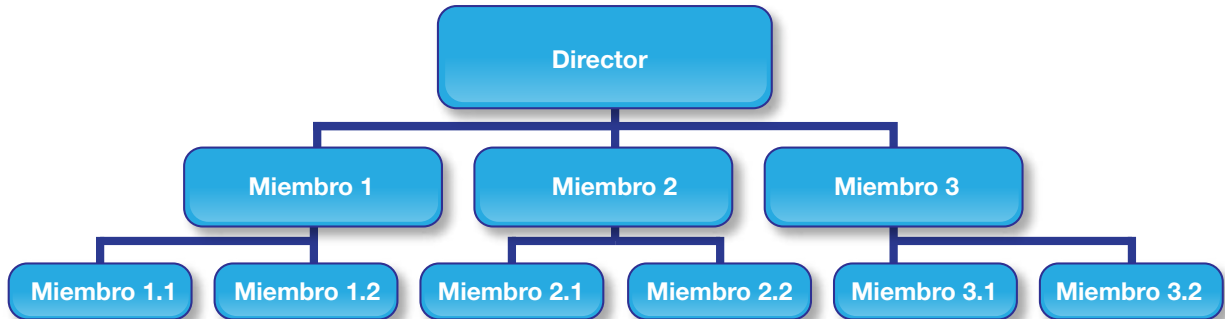 Director
Miembro 1
Miembro 2
Miembro 3
Miembro 1.1
Miembro 1.2
Miembro 2.1
Miembro 2.2
Miembro 3.1
Miembro 3.2